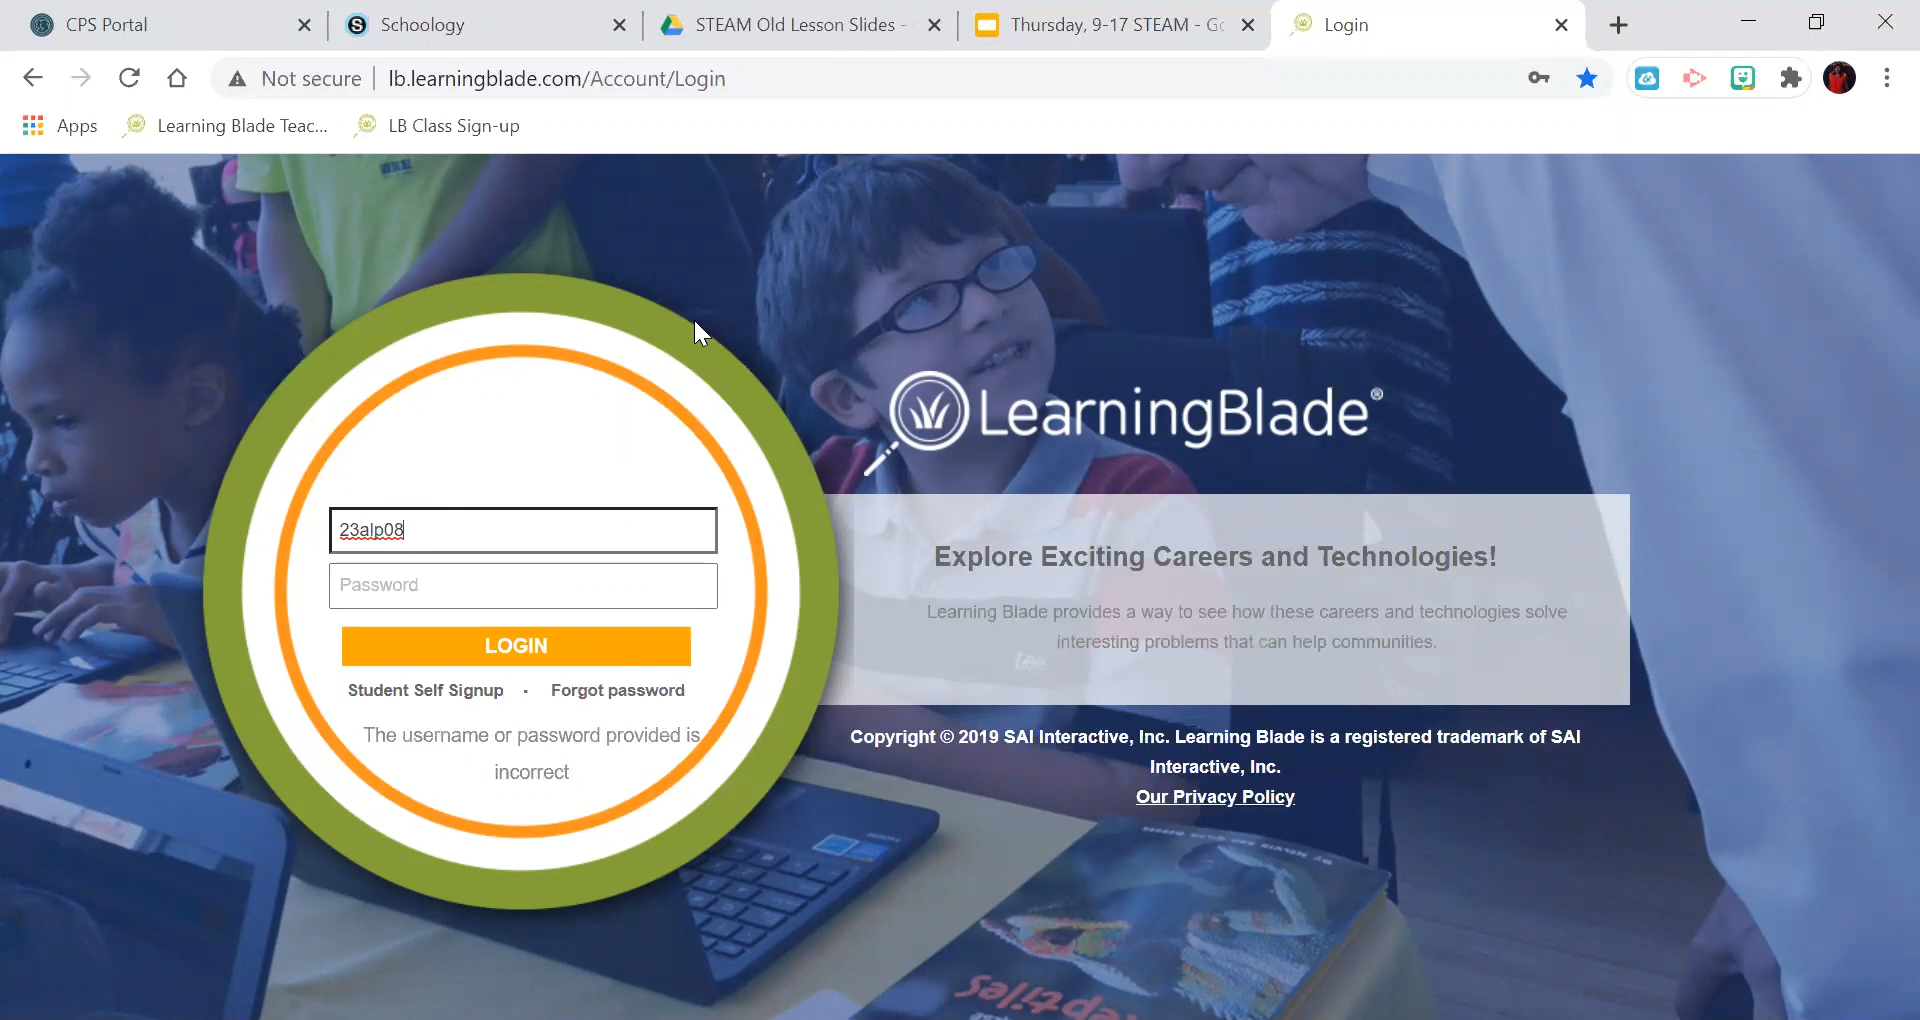 CPS Portal
Schoology
STEAM Old Lesson Slides -
Thursday, 9-17 STEAM - Go
Login
Not secure
lb.learningblade.com/Account/Login
Apps
Learning Blade Teac...
LB Class Sign-up
LearningBlade®
23alp08
Password
LOGIN
Student Self Signup · Forgot password
The username or password provided is
incorrect
Explore Exciting Careers and Technologies!
Learning Blade provides a way to see how these careers and technologies solve
interesting problems that can help communities.
Copyright © 2019 SAI Interactive, Inc. Learning Blade is a registered trademark of SAI
Interactive, Inc.
Our Privacy Policy
reptiles